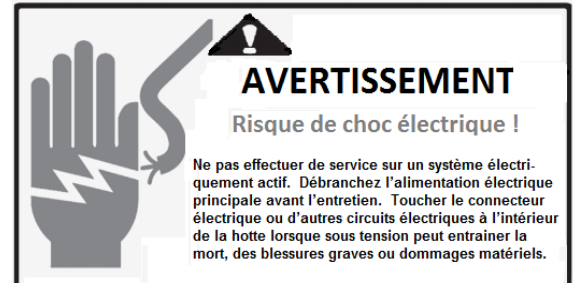 AVERTISSEMENT
Risque de choc électrique !
Ne pas effectuer de service sur un système électri-
quement actif. Débranchez l'alimentation électrique
principale avant l'entretien. Toucher le connecteur
électrique ou d'autres circuits électriques à l'intérieur
de la hotte lorsque sous tension peut entrainer la
mort, des blessures graves ou dommages matériels.